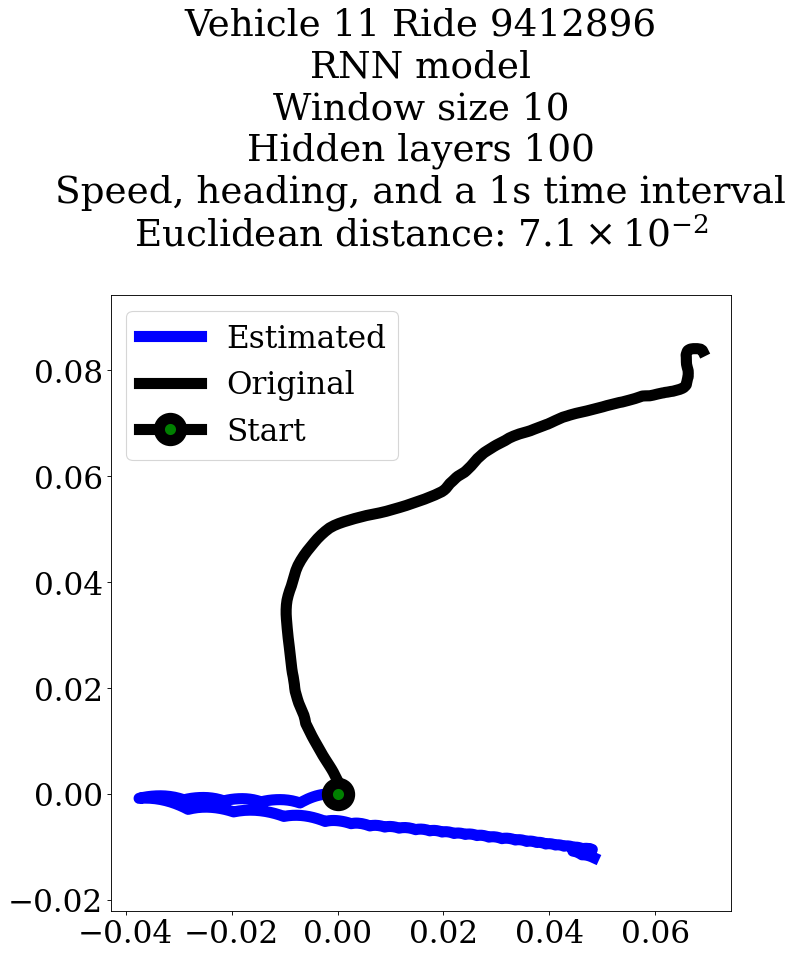 Vehicle 11 Ride 9412896
RNN model
Window size 10
Hidden layers 100
Speed, heading, and a 1s time interval
Euclidean distance: 7.1 × 10⁻²
Estimated
Original
Start
0.08
0.06
0.04
0.02
0.00
−0.02
−0.04 −0.02 0.00 0.02 0.04 0.06